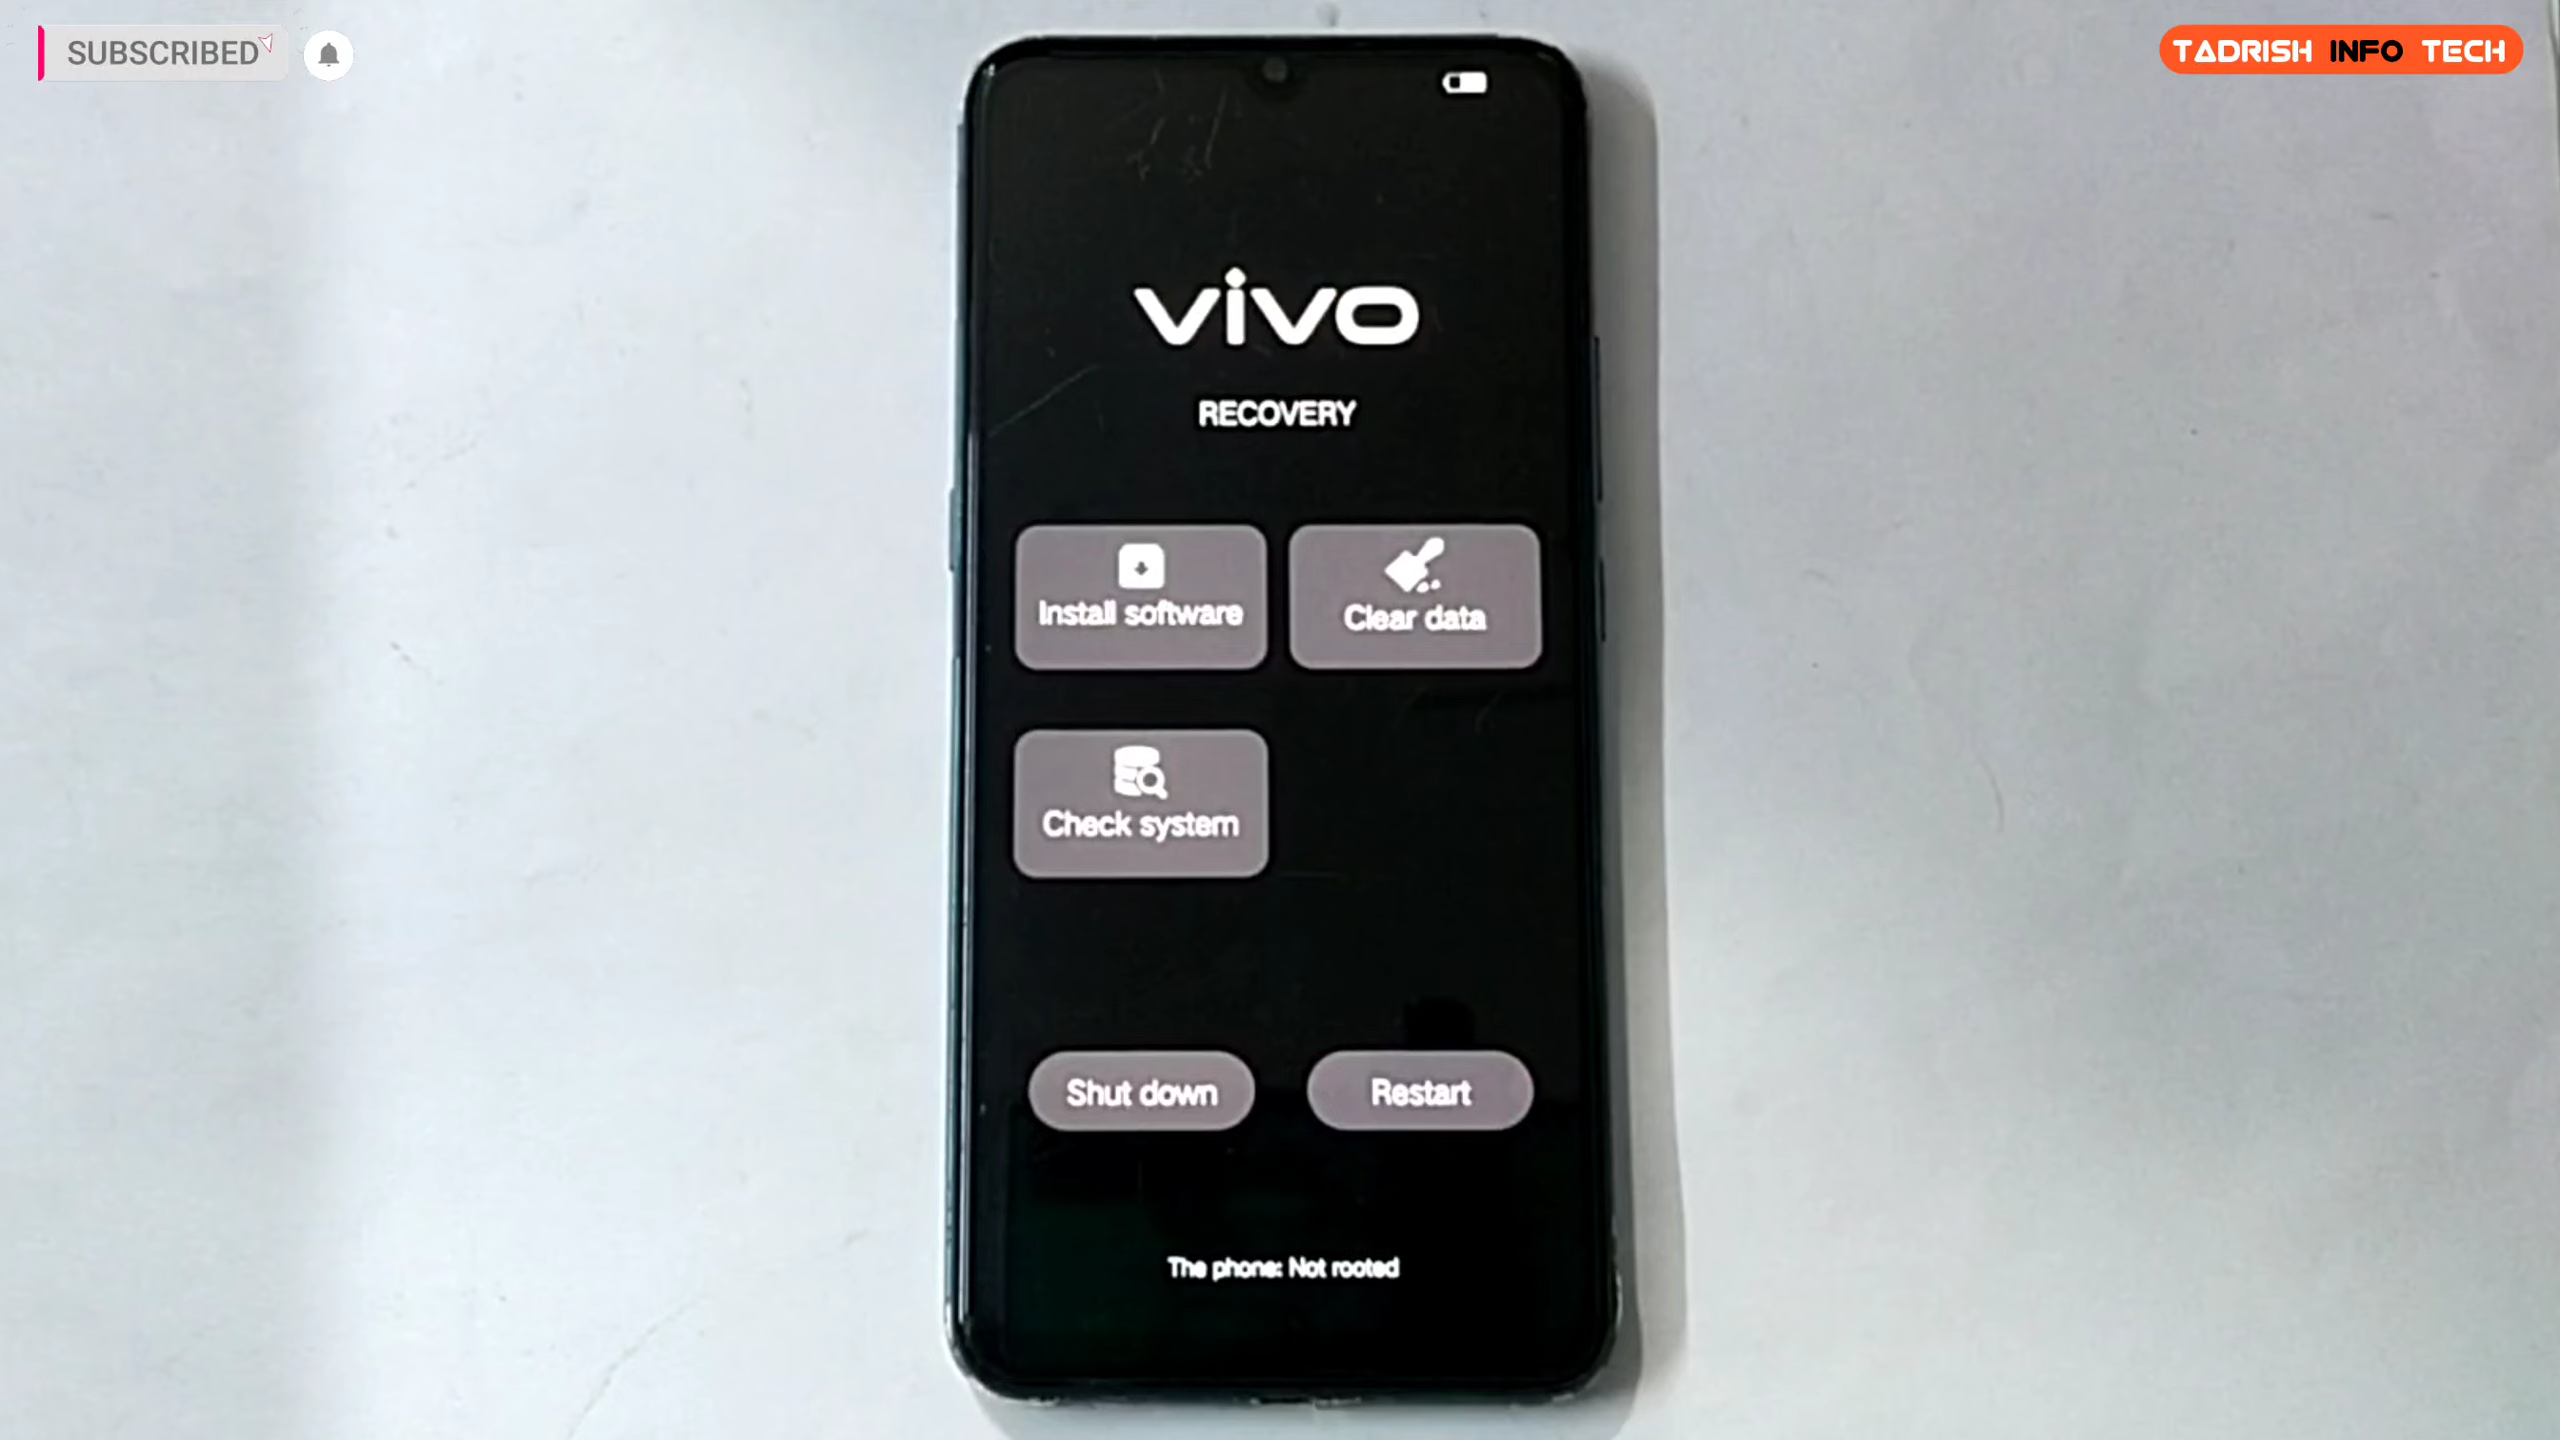 SUBSCRIBED
TADRISH INFO TECH
vivo
RECOVERY
Install software
Clear data
Check system
Shut down
Restart
The phone: Not rooted